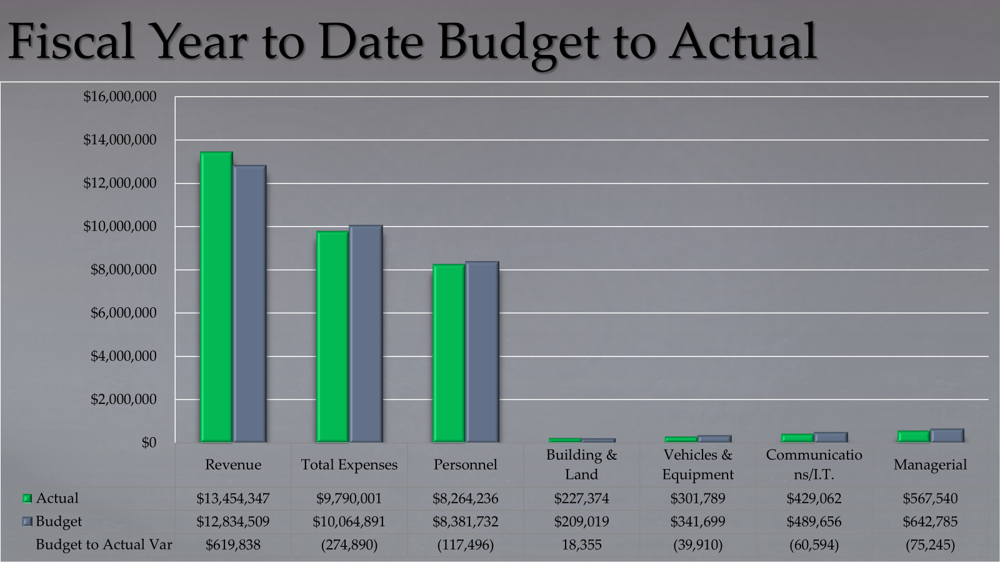 Fiscal Year to Date Budget to Actual
$16,000,000
$14,000,000
$12,000,000
$10,000,000
$8,000,000
$6,000,000
$4,000,000
$2,000,000
$0
Revenue Total Expenses Personnel Building & Vehicles & Communicatio Managerial
Land Equipment ns/I.T.
Actual $13,454,347 $9,790,001 $8,264,236 $227,374 $301,789 $429,062 $567,540
Budget $12,834,509 $10,064,891 $8,381,732 $209,019 $341,699 $489,656 $642,785
Budget to Actual Var $619,838 (274,890) (117,496) 18,355 (39,910) (60,594) (75,245)